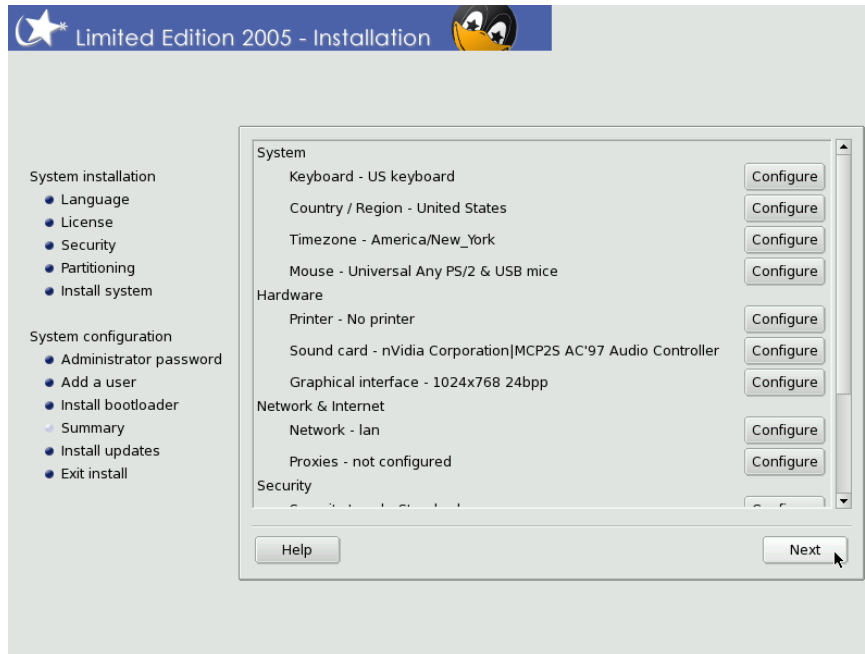 Limited Edition 2005 - Installation
System installation
Language
License
Security
Partitioning
Install system
System configuration
Administrator password
Add a user
Install bootloader
Summary
Install updates
Exit install
System
Keyboard - US keyboard Configure
Country / Region - United States Configure
Timezone - America/New_York Configure
Mouse - Universal Any PS/2 & USB mice Configure
Hardware
Printer - No printer Configure
Sound card - nVidia Corporation|MCP2S AC'97 Audio Controller Configure
Graphical interface - 1024x768 24bpp Configure
Network & Internet
Network - lan Configure
Proxies - not configured Configure
Security
Help Next